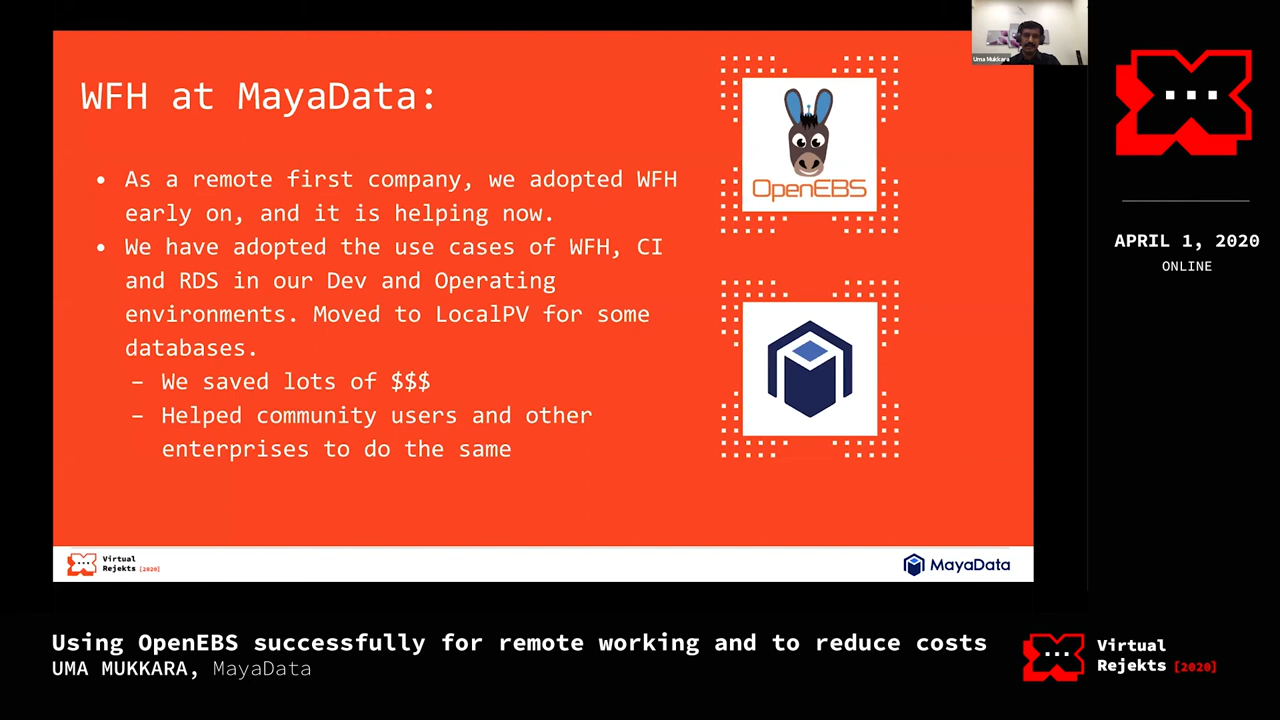 WFH at MayaData:
• As a remote first company, we adopted WFH
early on, and it is helping now.
• We have adopted the use cases of WFH, CI
and RDS in our Dev and Operating
environments. Moved to LocalPV for some
databases.
– We saved lots of $$$
– Helped community users and other
enterprises to do the same
OpenEBS
Virtual
Rejekts [2020]
MayaData
Uma Mukkara
APRIL 1, 2020
ONLINE
Using OpenEBS successfully for remote working and to reduce costs
UMA MUKKARA, MayaData
Virtual
Rejekts [2020]